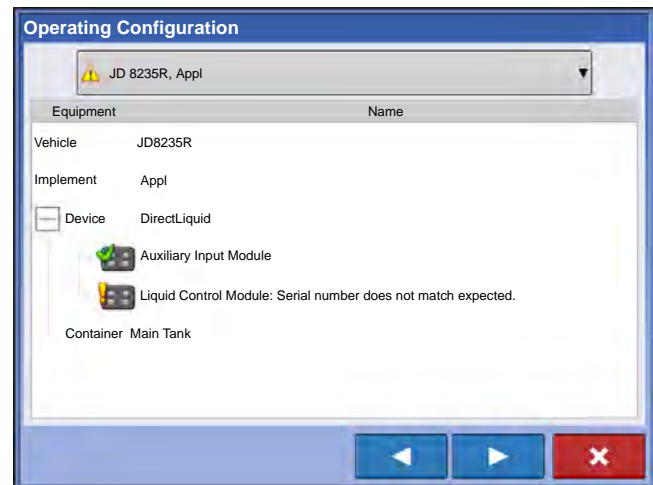 Operating Configuration
JD 8235R, Appl
Equipment Name
Vehicle JD8235R
Implement Appl
Device DirectLiquid
Auxiliary Input Module
Liquid Control Module: Serial number does not match expected.
Container Main Tank